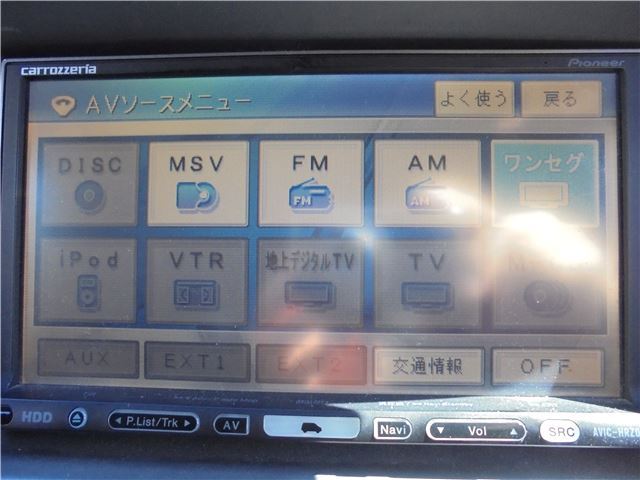 carrozzeria Pioneer
AVソースメニュー よく使う 戻る
DISC MSV FM AM ワンセグ
FM AM
iPod VTR 地上デジタルTV TV
AUX EXT1 EXT2 交通情報 OFF
HDD P.List/Trk AV Navi Vol SRC AVIC-HRZ0